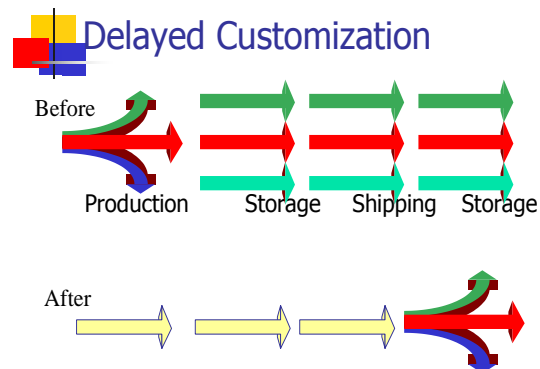 Delayed Customization
Before
Production Storage Shipping Storage
After